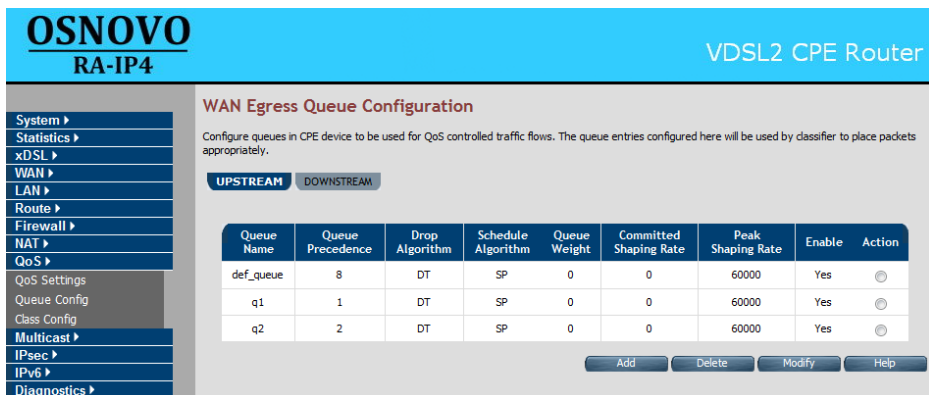 OSNOVO
RA-IP4
VDSL2 CPE Router
System
Statistics
xDSL
WAN
LAN
Route
Firewall
NAT
QoS
QoS Settings
Queue Config
Class Config
Multicast
IPsec
IPv6
Diagnostics
WAN Egress Queue Configuration
Configure queues in CPE device to be used for QoS controlled traffic flows. The queue entries configured here will be used by classifier to place packets
appropriately.
UPSTREAM DOWNSTREAM
Queue Name Queue Precedence Drop Algorithm Schedule Algorithm Queue Weight Committed Shaping Rate Peak Shaping Rate Enable Action
def_queue 8 DT SP 0 0 60000 Yes
q1 1 DT SP 0 0 60000 Yes
q2 2 DT SP 0 0 60000 Yes
Add Delete Modify Help